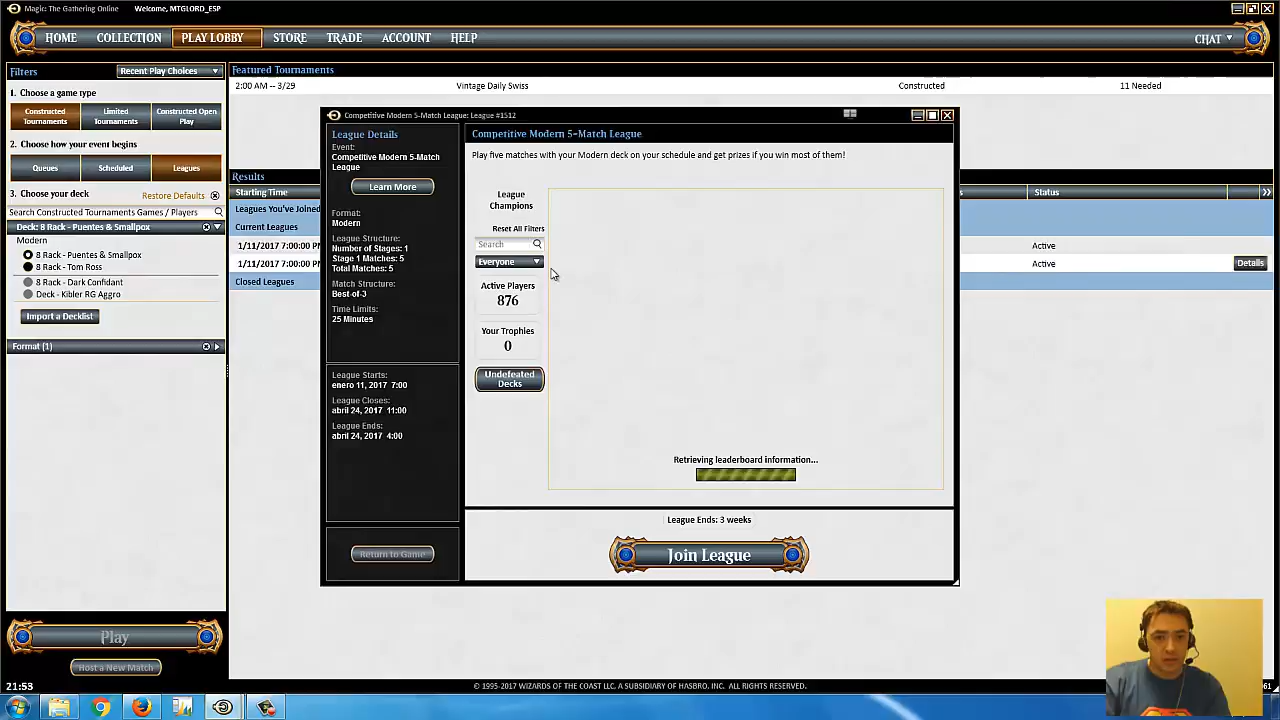 Magic: The Gathering Online
Welcome, MTGLORD_ESP
HOME COLLECTION PLAY LOBBY STORE TRADE ACCOUNT HELP CHAT
Filters
Recent Play Choices
1. Choose a game type
Constructed Tournaments
Limited Tournaments
Constructed Open Play
2. Choose how your event begins
Queues
Scheduled
Leagues
3. Choose your deck
Restore Defaults
Search Constructed Tournaments Games / Players
Deck: 8 Rack - Puentes & Smallpox
Modern
8 Rack - Puentes & Smallpox
8 Rack - Tom Ross
8 Rack - Dark Confidant
Deck - Kibler RG Aggro
Import a Decklist
Format (1)
Play
Host a New Match
21:53
Featured Tournaments
2:00 AM -- 3/29 Vintage Daily Swiss Constructed 11 Needed
Results
Starting Time
Status
Leagues You've Joined
Current Leagues
1/11/2017 7:00:00 PM
Active
1/11/2017 7:00:00 PM
Active
Details
Closed Leagues
Competitive Modern 5-Match League: League #1512
League Details
Event:
Competitive Modern 5-Match
League
Learn More
Format:
Modern
League Structure:
Number of Stages: 1
Stage 1 Matches: 5
Total Matches: 5
Match Structure:
Best-of-3
Time Limits:
25 Minutes
League Starts:
enero 11, 2017 7:00
League Closes:
abril 24, 2017 11:00
League Ends:
abril 24, 2017 4:00
Return to Game
Competitive Modern 5-Match League
Play five matches with your Modern deck on your schedule and get prizes if you win most of them!
League
Champions
Reset All Filters
Search
Everyone
Active Players
876
Your Trophies
0
Undefeated
Decks
Retrieving leaderboard information...
League Ends: 3 weeks
Join League
© 1995-2017 WIZARDS OF THE COAST LLC, A SUBSIDIARY OF HASBRO, INC. ALL RIGHTS RESERVED.